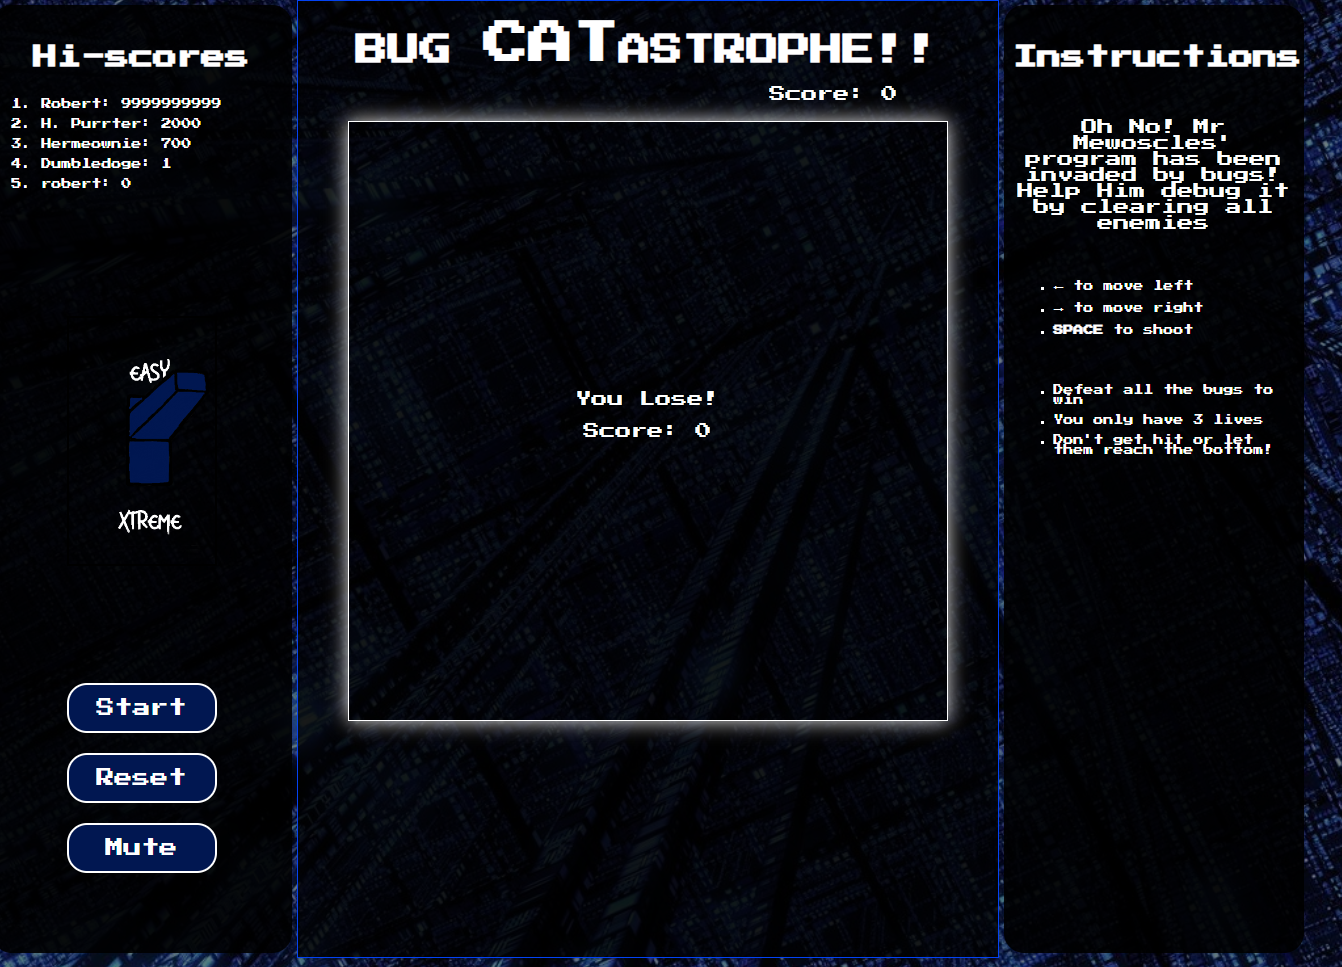 Hi-scores
1. Robert: 9999999999
2. H. Purrter: 2000
3. Hermeownie: 700
4. Dumbledoge: 1
5. robert: 0
EASY
XTREME
Start
Reset
Mute
BUG CATASTROPHE!!
Score: 0
You Lose!
Score: 0
Instructions
Oh No! Mr
Mewoscles'
program has been
invaded by bugs!
Help Him debug it
by clearing all
enemies
. ← to move left
. → to move right
. SPACE to shoot
. Defeat all the bugs to
win
. You only have 3 lives
. Don't get hit or let
them reach the bottom!